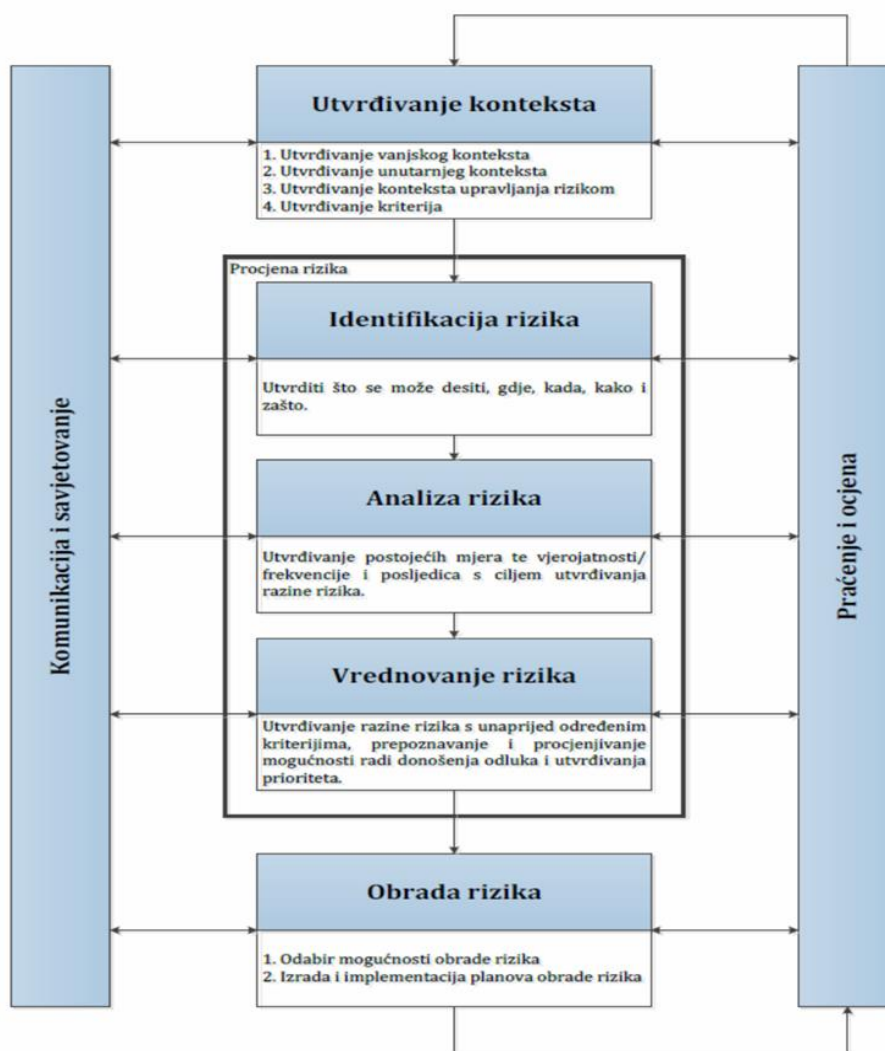 Utvrđivanje konteksta
1. Utvrđivanje vanjskog konteksta
2. Utvrđivanje unutarnjeg konteksta
3. Utvrđivanje konteksta upravljanja rizikom
4. Utvrđivanje kriterija
Procjena rizika
Identifikacija rizika
Utvrditi što se može desiti, gdje, kada, kako i
zašto.
Analiza rizika
Utvrđivanje postojećih mjera te vjerojatnosti/
frekvencije i posljedica s ciljem utvrđivanja
razine rizika.
Vrednovanje rizika
Utvrđivanje razine rizika s unaprijed određenim
kriterijima, prepoznavanje i procjenjivanje
mogućnosti radi donošenja odluka i utvrđivanja
prioriteta.
Obrada rizika
1. Odabir mogućnosti obrade rizika
2. Izrada i implementacija planova obrade rizika
Komunikacija i savjetovanje
Praćenje i ocjena